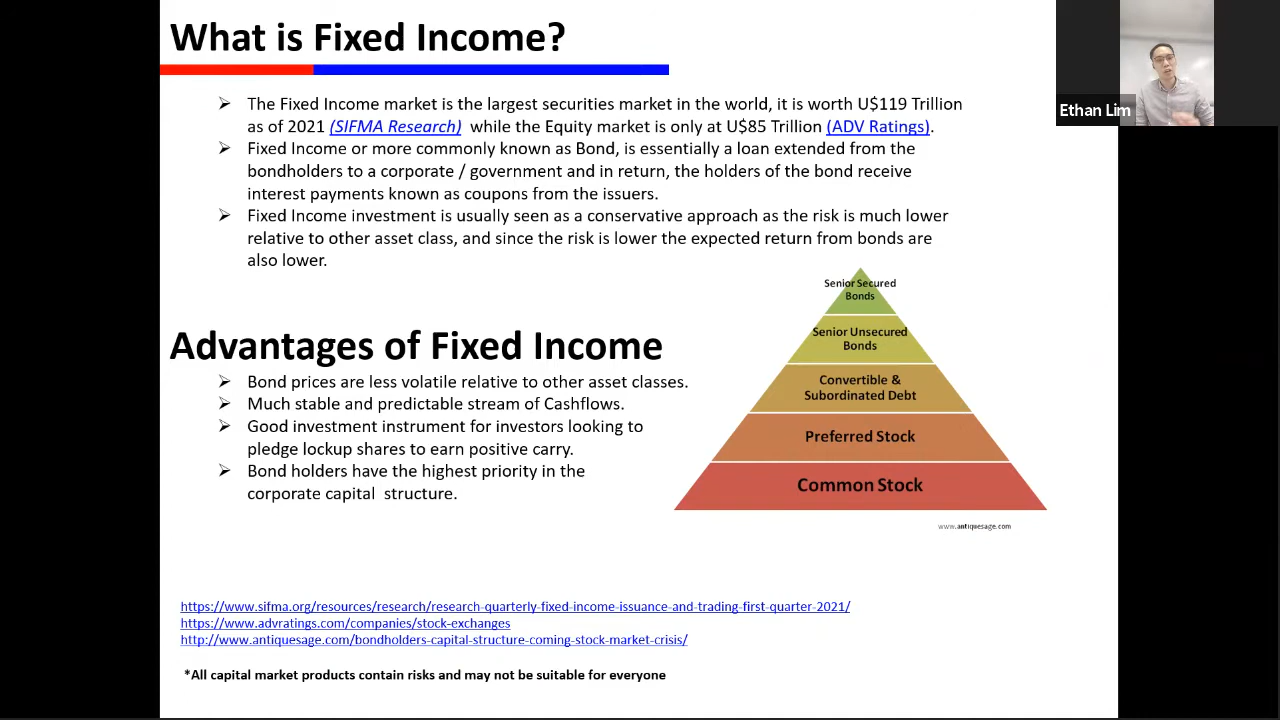 What is Fixed Income?
Ethan Lim
➢ The Fixed Income market is the largest securities market in the world, it is worth U$119 Trillion
as of 2021 (SIFMA Research) while the Equity market is only at U$85 Trillion (ADV Ratings).
➢ Fixed Income or more commonly known as Bond, is essentially a loan extended from the
bondholders to a corporate / government and in return, the holders of the bond receive
interest payments known as coupons from the issuers.
➢ Fixed Income investment is usually seen as a conservative approach as the risk is much lower
relative to other asset class, and since the risk is lower the expected return from bonds are
also lower.
Advantages of Fixed Income
➢ Bond prices are less volatile relative to other asset classes.
➢ Much stable and predictable stream of Cashflows.
➢ Good investment instrument for investors looking to
pledge lockup shares to earn positive carry.
➢ Bond holders have the highest priority in the
corporate capital structure.
Senior Secured
Bonds
Senior Unsecured
Bonds
Convertible &
Subordinated Debt
Preferred Stock
Common Stock
www.antiquesage.com
https://www.sifma.org/resources/research/research-quarterly-fixed-income-issuance-and-trading-first-quarter-2021/
https://www.advratings.com/companies/stock-exchanges
http://www.antiquesage.com/bondholders-capital-structure-coming-stock-market-crisis/
*All capital market products contain risks and may not be suitable for everyone